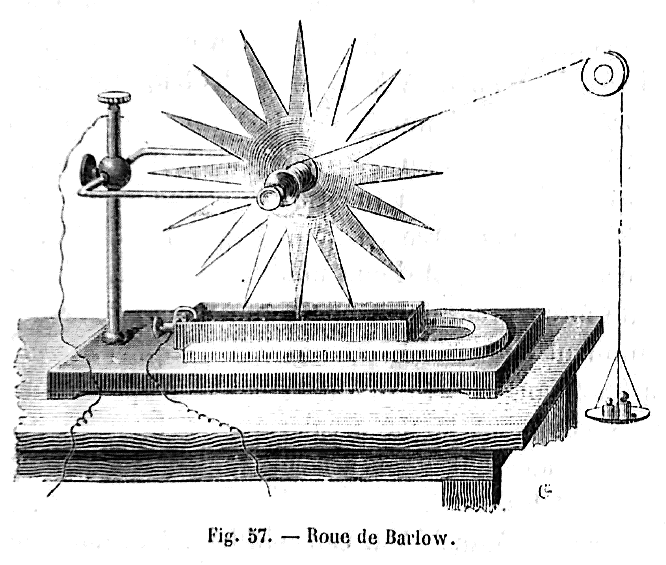 Fig. 57. — Roue de Barlow.